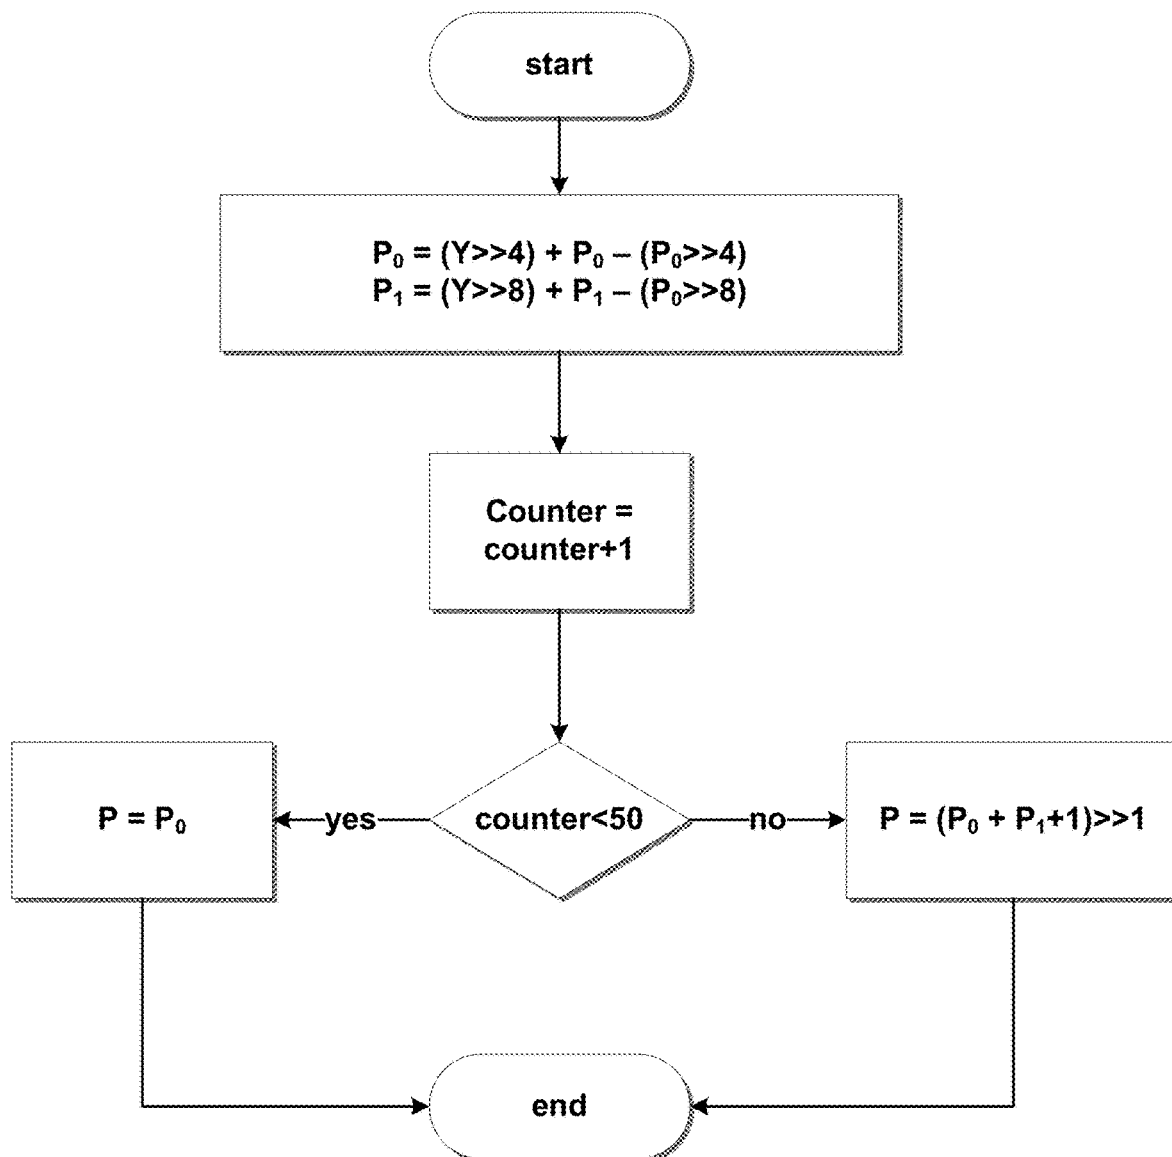 start
P₀ = (Y>>4) + P₀ – (P₀>>4)
P₁ = (Y>>8) + P₁ – (P₀>>8)
Counter =
counter+1
P = P₀
yes
counter<50
no
P = (P₀ + P₁+1)>>1
end